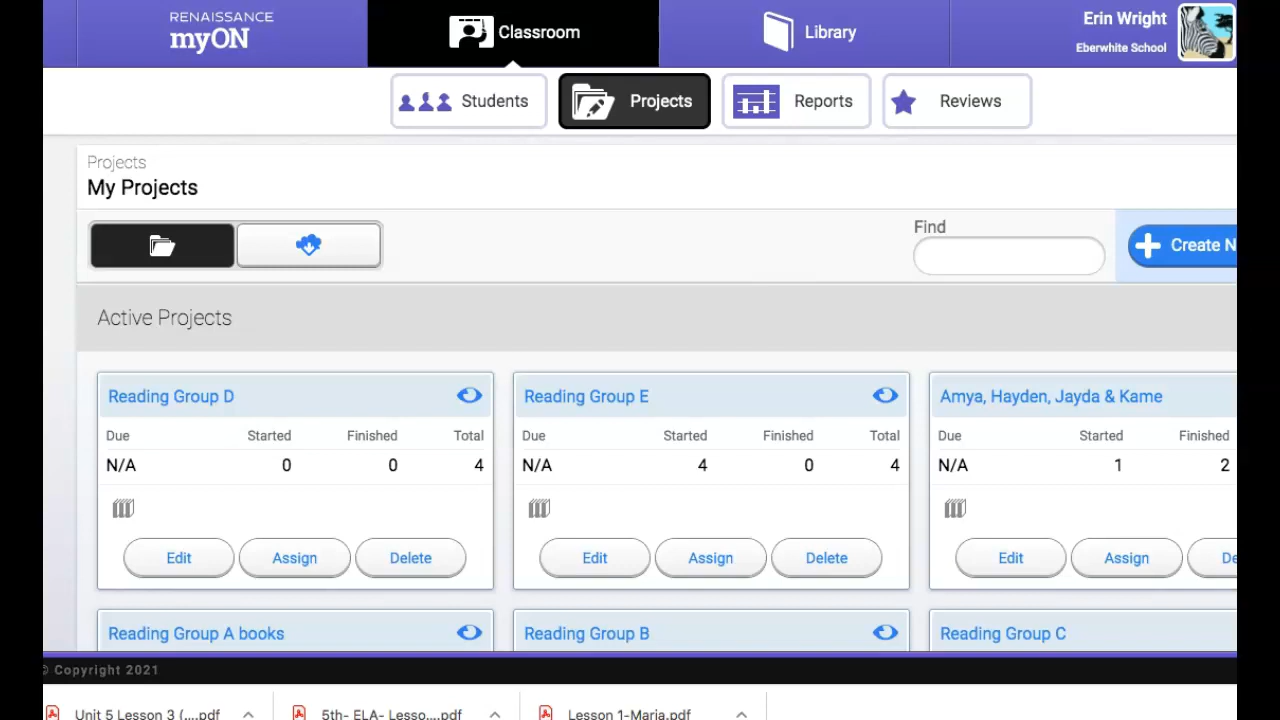 RENAISSANCE
myON
Classroom
Library
Erin Wright
Eberwhite School
Students
Projects
Reports
Reviews
Projects
My Projects
Find
Create N
Active Projects
Reading Group D
Due Started Finished Total
N/A 0 0 4
Edit Assign Delete
Reading Group E
Due Started Finished Total
N/A 4 0 4
Edit Assign Delete
Amya, Hayden, Jayda & Kame
Due Started Finished
N/A 1 2
Edit Assign De
Reading Group A books
Reading Group B
Reading Group C
© Copyright 2021
Unit 5 Lesson 3 (....pdf
5th- ELA- Lesso....pdf
Lesson 1-Maria.pdf